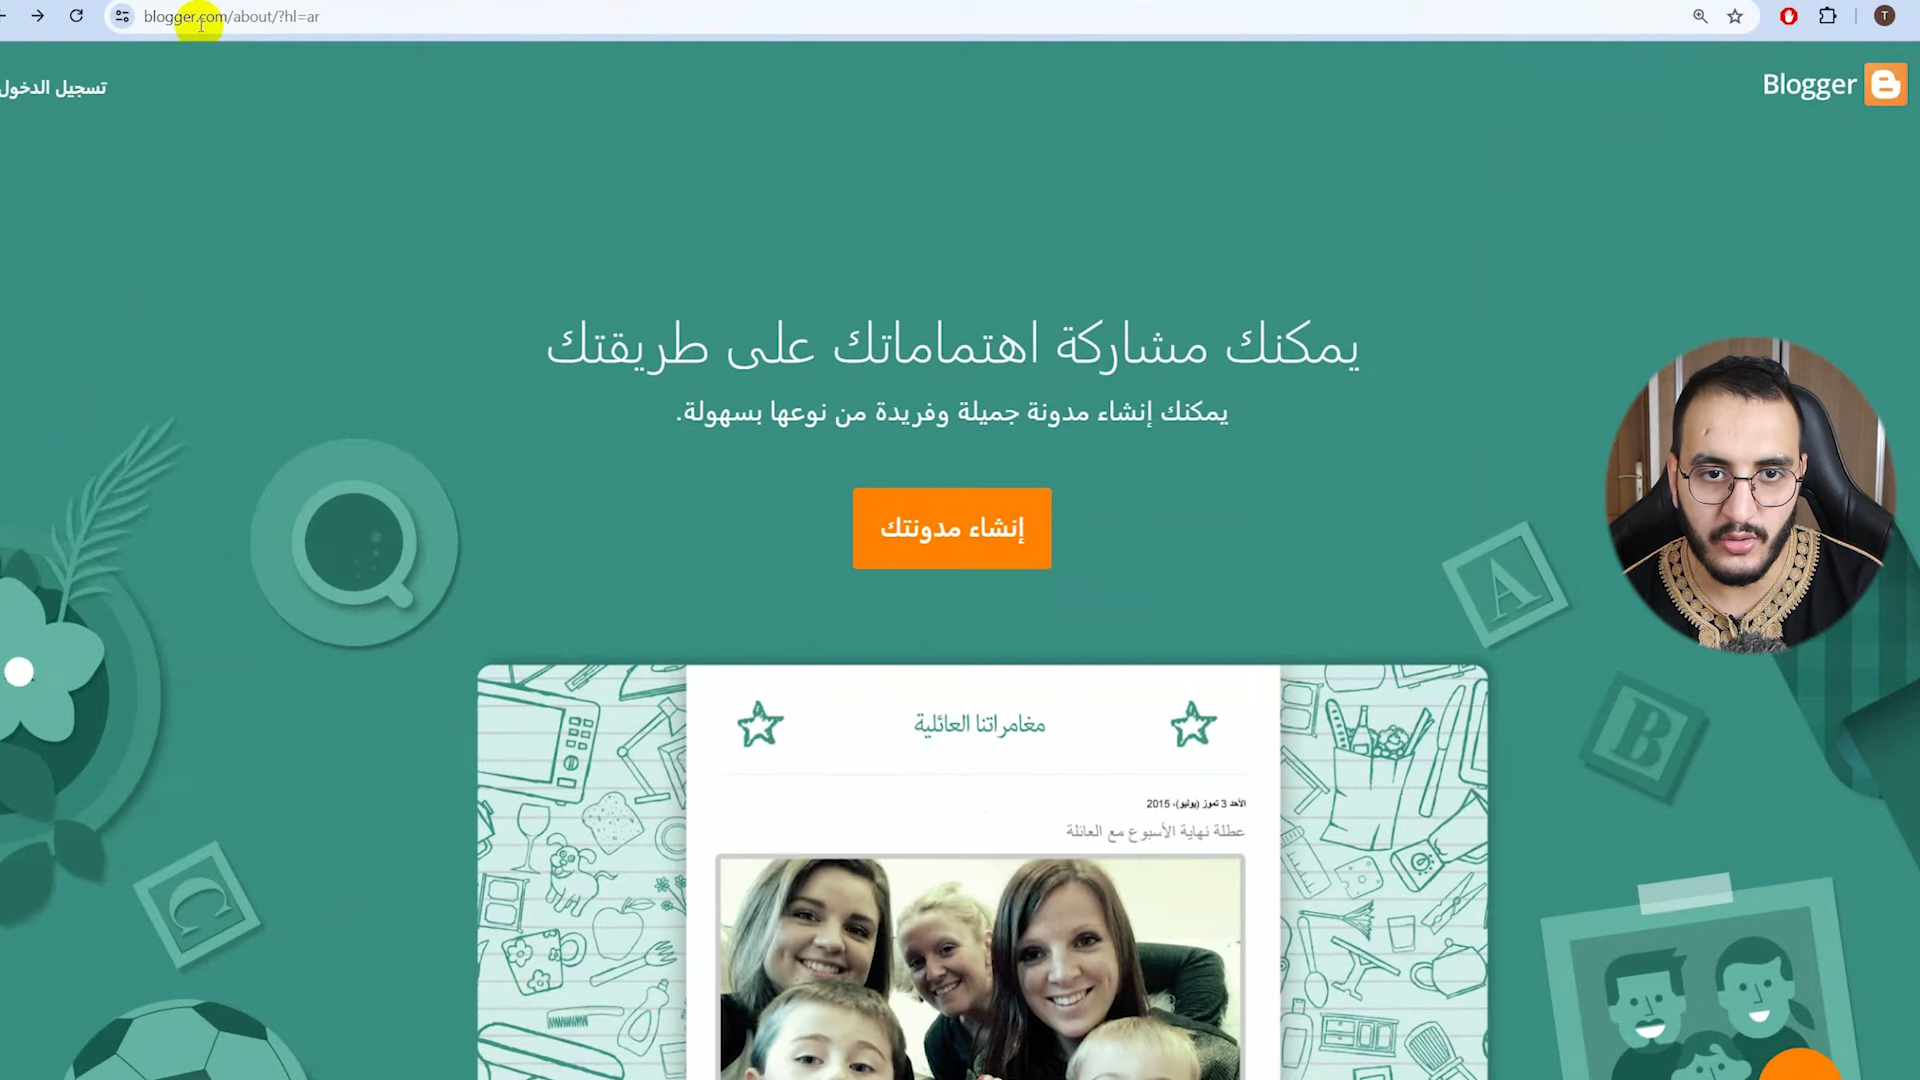 blogger.com/about/?hl=ar
T
Blogger
تسجيل الدخول
يمكنك مشاركة اهتماماتك على طريقتك
يمكنك إنشاء مدونة جميلة وفريدة من نوعها بسهولة.
إنشاء مدونتك
A
B
C
مغامراتنا العائلية
الأحد 3 تموز (يوليو)، 2015
عطلة نهاية الأسبوع مع العائلة